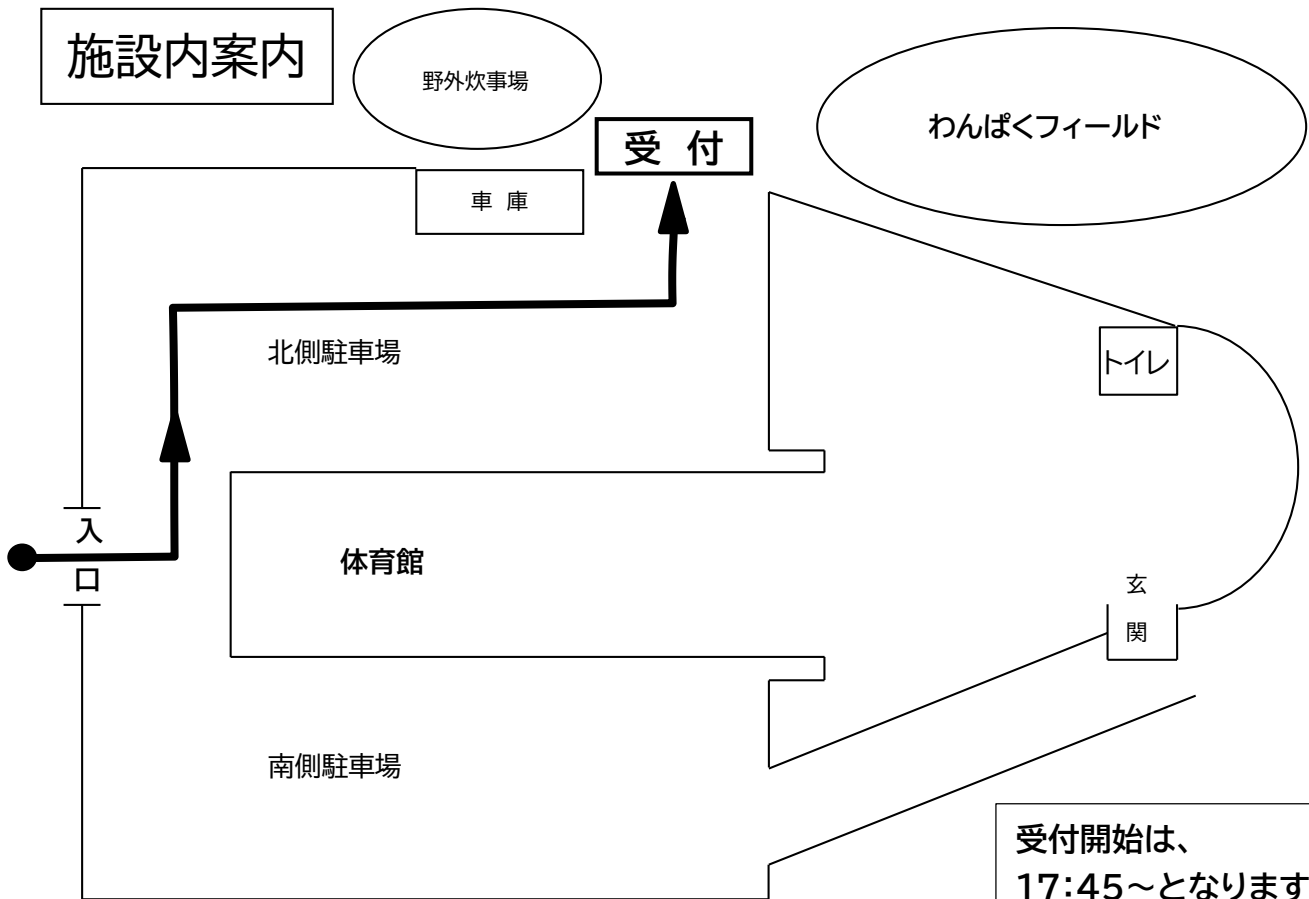 施設内案内
野外炊事場
わんぱくフィールド
受 付
車 庫
北側駐車場
トイレ
入
口
体育館
玄
関
南側駐車場
受付開始は、
17:45~となります